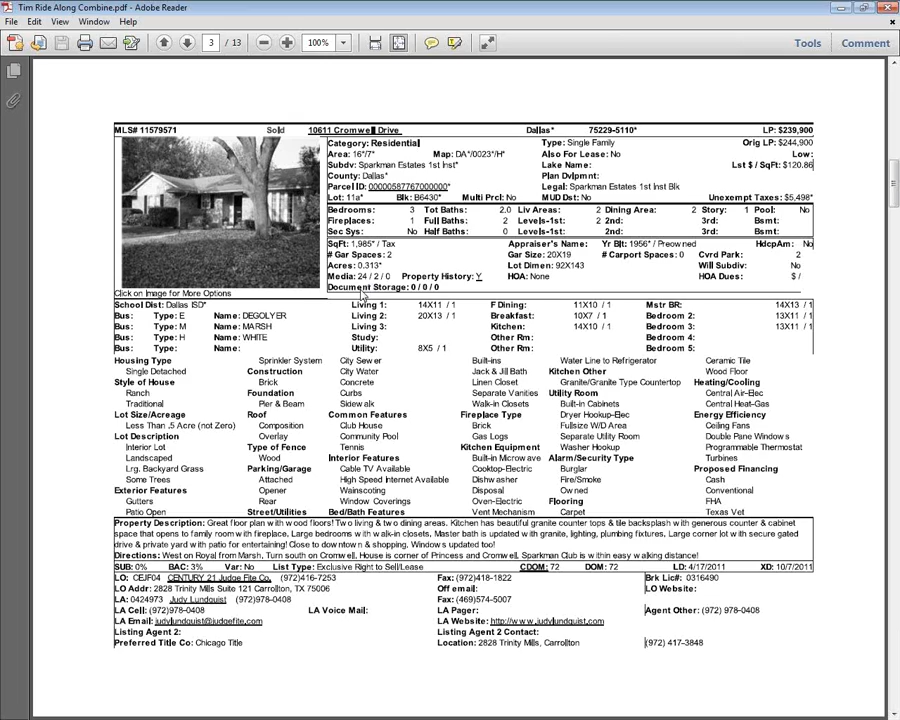 Tim Ride Along Combine.pdf - Adobe Reader
File Edit View Window Help
3 / 13 100% Tools Comment
MLS# 11579571 Sold 10611 Cromwell Drive Dallas* 75229-5110* LP: $239,900
Category: Residential Type: Single Family Orig LP: $244,900
Area: 16*/7* Map: DA*/0023*/H* Also For Lease: No Low:
Subdv: Sparkman Estates 1st Inst* Lake Name: Lst $ / SqFt: $120.86
County: Dallas* Plan Dvlpmnt:
Parcel ID: 00000587767000000* Legal: Sparkman Estates 1st Inst Blk
Lot: 11a* Blk: B6430* Multi Prcl: No MUD Dst: No Unexempt Taxes: $5,498*
Bedrooms: 3 Tot Baths: 2.0 Liv Areas: 2 Dining Area: 2 Story: 1 Pool: No
Fireplaces: 1 Full Baths: 2 Levels-1st: 2 2nd: 3rd: Bsmt:
Sec Sys: No Half Baths: 0 Levels-1st: 2 2nd: 3rd: Bsmt:
SqFt: 1,985* / Tax Appraiser's Name: Yr Blt: 1956* / Preowned HdcpAm: No
# Gar Spaces: 2 Gar Size: 20X19 # Carport Spaces: 0 Cvrd Park: 2
Acres: 0.313* Lot Dimen: 92X143 Will Subdiv: No
Media: 24 / 2 / 0 Property History: Y HOA: None HOA Dues: $ /
Document Storage: 0 / 0 / 0
Click on Image for More Options
School Dist: Dallas ISD* Living 1: 14X11 / 1 F Dining: 11X10 / 1 Mstr BR: 14X13 / 1
Bus: Type: E Name: DEGOLYER Living 2: 20X13 / 1 Breakfast: 10X7 / 1 Bedroom 2: 13X11 / 1
Bus: Type: M Name: MARSH Living 3: Kitchen: 14X10 / 1 Bedroom 3: 13X11 / 1
Bus: Type: H Name: WHITE Study: Other Rm: Bedroom 4:
Bus: Type: Name: Utility: 8X5 / 1 Other Rm: Bedroom 5:
Housing Type Sprinkler System City Sewer Built-ins Water Line to Refrigerator Ceramic Tile
Single Detached Construction City Water Jack & Jill Bath Kitchen Other Wood Floor
Style of House Brick Concrete Linen Closet Granite/Granite Type Countertop Heating/Cooling
Ranch Foundation Curbs Separate Vanities Utility Room Central Air-Elec
Traditional Pier & Beam Sidewalk Walk-in Closets Built-in Cabinets Central Heat-Gas
Lot Size/Acreage Roof Common Features Fireplace Type Dryer Hookup-Elec Energy Efficiency
Less Than .5 Acre (not Zero) Composition Club House Brick Fullsize W/D Area Ceiling Fans
Lot Description Overlay Community Pool Gas Logs Separate Utility Room Double Pane Windows
Interior Lot Type of Fence Tennis Kitchen Equipment Washer Hookup Programmable Thermostat
Landscaped Wood Interior Features Built-in Microwave Alarm/Security Type Turbines
Lrg. Backyard Grass Parking/Garage Cable TV Available Cooktop-Electric Burglar Proposed Financing
Some Trees Attached High Speed Internet Available Dishwasher Fire/Smoke Cash
Exterior Features Opener Wainscoting Disposal Owned Conventional
Gutters Rear Window Coverings Oven-Electric Flooring FHA
Patio Open Street/Utilities Bed/Bath Features Vent Mechanism Carpet Texas Vet
Property Description: Great floor plan with wood floors! Two living & two dining areas. Kitchen has beautiful granite counter tops & tile backsplash with generous counter & cabinet
space that opens to family room with fireplace. Large bedrooms with walk-in closets. Master bath is updated with granite, lighting, plumbing fixtures. Large corner lot with secure gated
drive & private yard with patio for entertaining! Close to downtown & shopping. Windows updated too!
Directions: West on Royal from Marsh, Turn south on Cromwell, House is corner of Princess and Cromwell, Sparkman Club is within easy walking distance!
SUB: 0% BAC: 3% Var: No List Type: Exclusive Right to Sell/Lease CDOM: 72 DOM: 72 LD: 4/17/2011 XD: 10/7/2011
LO: CEJF04 CENTURY 21 Judge Fite Co. (972)416-7253 Fax: (972)418-1822 Brk Lic#: 0316490
LO Addr: 2828 Trinity Mills Suite 121 Carrollton, TX 75006 Off email: LO Website:
LA: 0424973 Judy Lundquist (972)978-0408 Fax: (469)574-5007
LA Cell: (972)978-0408 LA Voice Mail: LA Pager: Agent Other: (972) 978-0408
LA Email: judylundquist@judgefite.com LA Website: http://www.judylundquist.com
Listing Agent 2: Listing Agent 2 Contact:
Preferred Title Co: Chicago Title Location: 2828 Trinity Mills, Carrollton (972) 417-3848